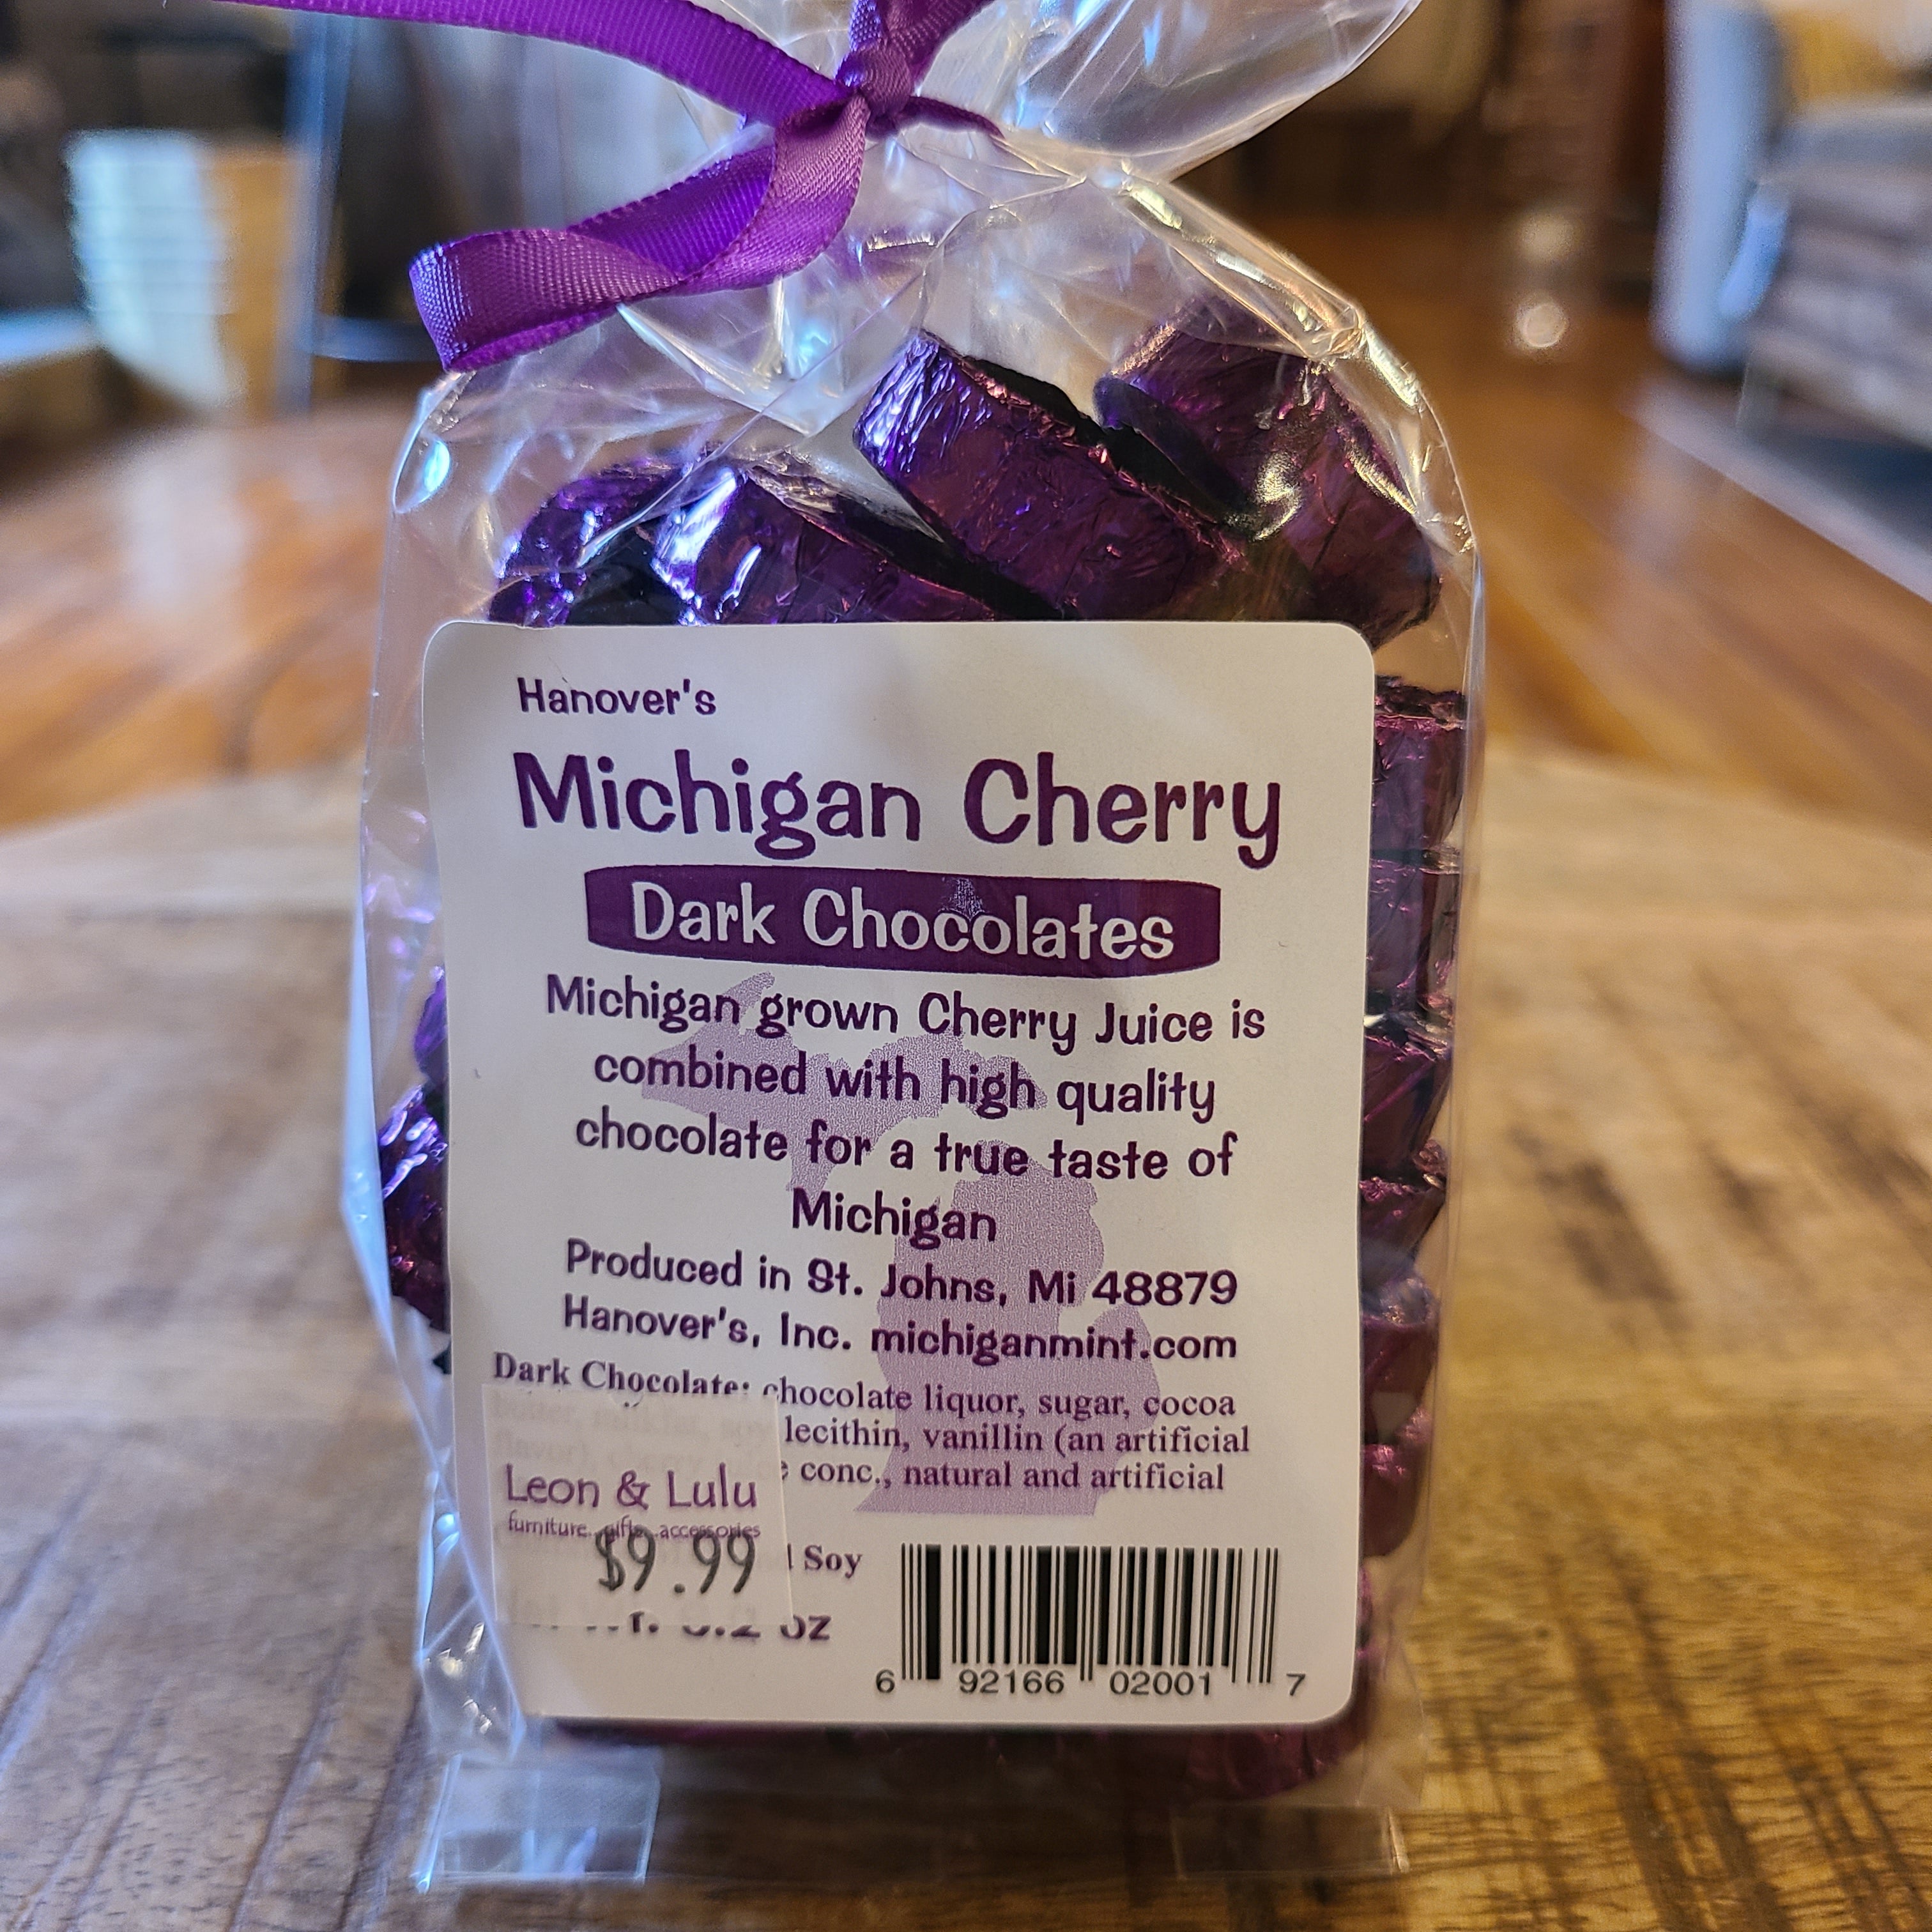 Hanover's
Michigan Cherry
Dark Chocolates
Michigan grown Cherry Juice is
combined with high quality
chocolate for a true taste of
Michigan
Produced in St. Johns, Mi 48879
Hanover's, Inc. michiganmint.com
Dark Chocolate: chocolate liquor, sugar, cocoa
lecithin, vanillin (an artificial
conc., natural and artificial
Leon & Lulu
furniture...gifts...accessories
$9.99
Soy
oz
6 92166 02001 7